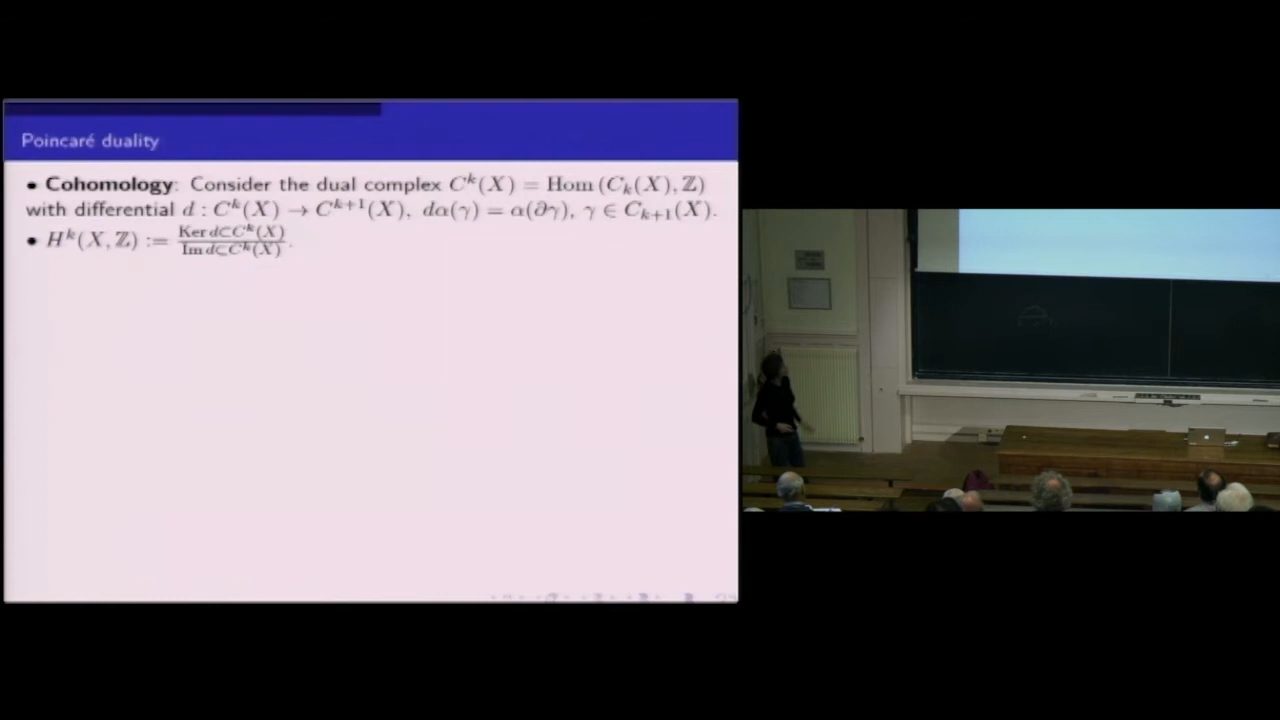 Poincaré duality
• Cohomology: Consider the dual complex C^k(X) = Hom (C_k(X), ℤ)
with differential d : C^k(X) → C^{k+1}(X), dα(γ) = α(∂γ), γ ∈ C_{k+1}(X).
• H^k(X, ℤ) := Ker d⊂C^k(X) / Im d⊂C^k(X).